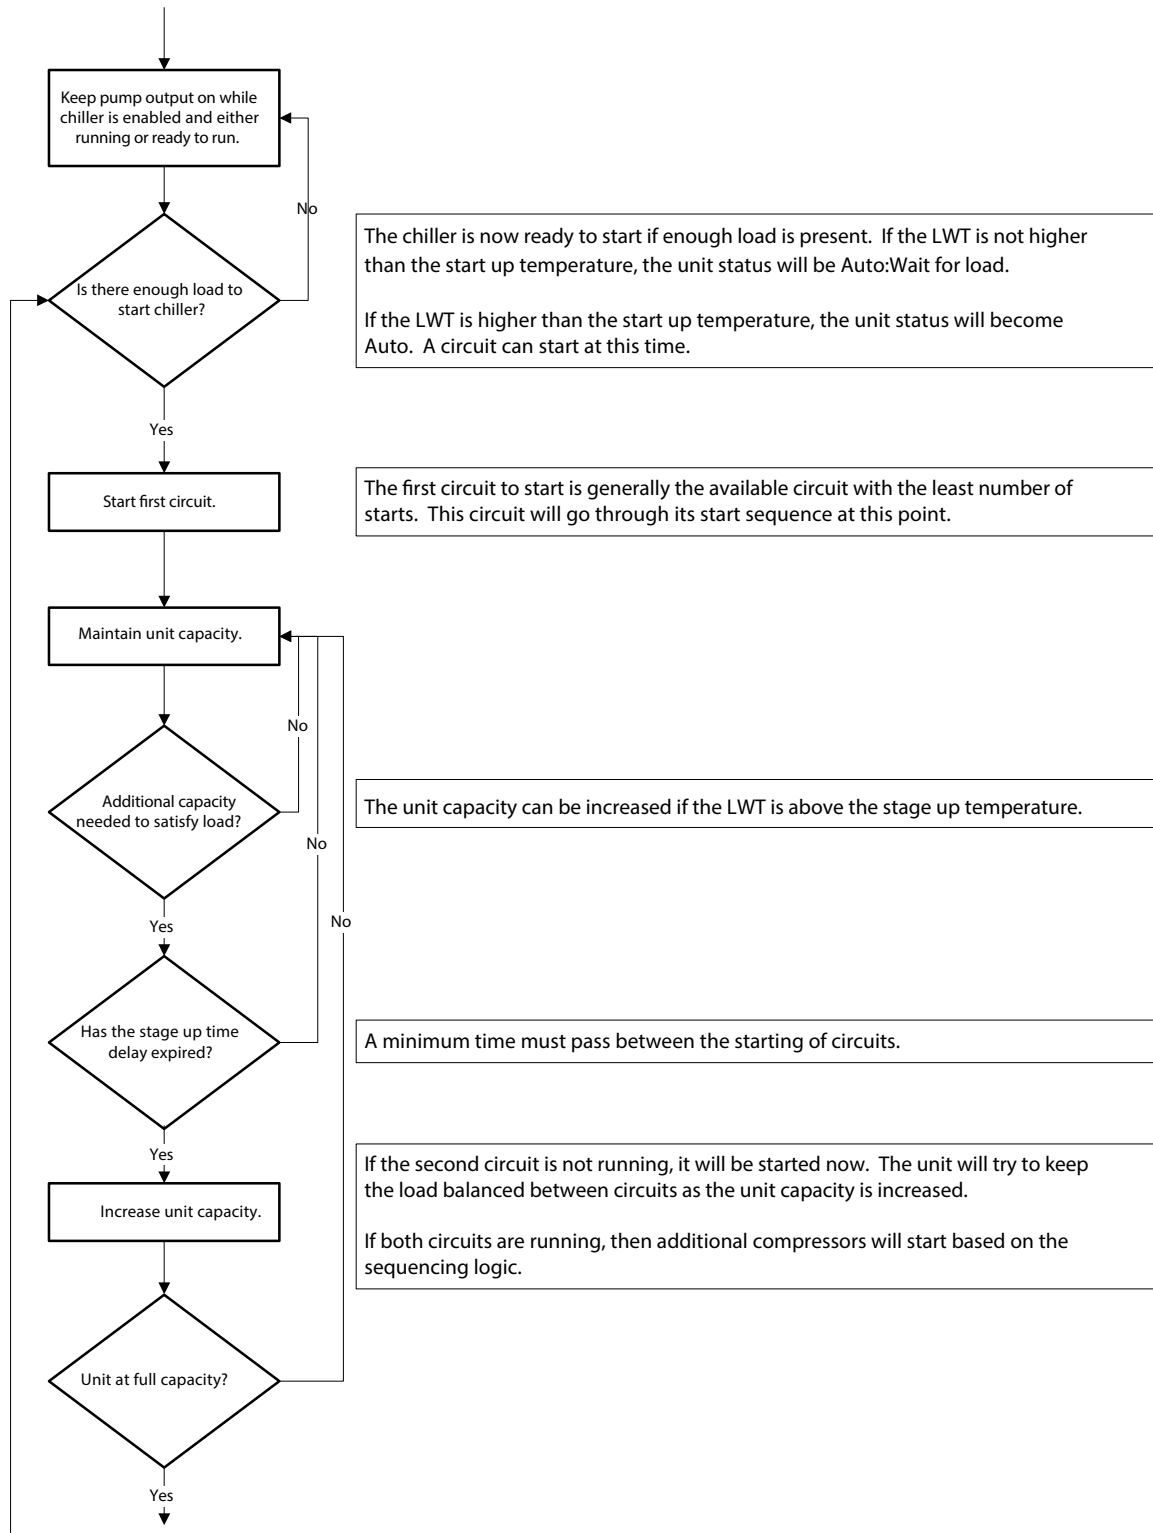 Keep pump output on while
chiller is enabled and either
running or ready to run.
No
Is there enough load to
start chiller?
The chiller is now ready to start if enough load is present.  If the LWT is not higher
than the start up temperature, the unit status will be Auto:Wait for load.
If the LWT is higher than the start up temperature, the unit status will become
Auto.  A circuit can start at this time.
Yes
Start first circuit.
The first circuit to start is generally the available circuit with the least number of
starts.  This circuit will go through its start sequence at this point.
Maintain unit capacity.
No
Additional capacity
needed to satisfy load?
The unit capacity can be increased if the LWT is above the stage up temperature.
No
No
Yes
Has the stage up time
delay expired?
A minimum time must pass between the starting of circuits.
Yes
Increase unit capacity.
If the second circuit is not running, it will be started now.  The unit will try to keep
the load balanced between circuits as the unit capacity is increased.
If both circuits are running, then additional compressors will start based on the
sequencing logic.
Unit at full capacity?
Yes